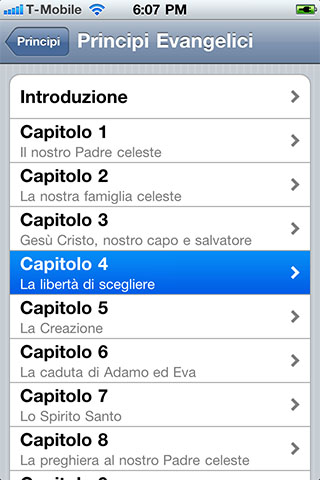 T-Mobile 6:07 PM
Principi Principi Evangelici
Introduzione
Capitolo 1
Il nostro Padre celeste
Capitolo 2
La nostra famiglia celeste
Capitolo 3
Gesù Cristo, nostro capo e salvatore
Capitolo 4
La libertà di scegliere
Capitolo 5
La Creazione
Capitolo 6
La caduta di Adamo ed Eva
Capitolo 7
Lo Spirito Santo
Capitolo 8
La preghiera al nostro Padre celeste